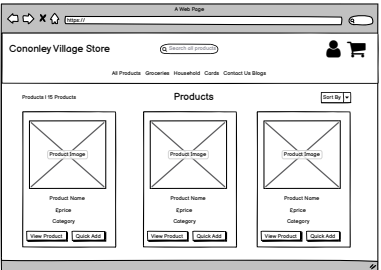 A Web Page
https://
Cononley Village Store
Search all products
All Products Groceries Household Cards Contact Us Blogs
Products | 15 Products
Products
Sort By
Product Image Product Image Product Image
Product Name Product Name Product Name
£price £price £price
Category Category Category
View Product Quick Add View Product Quick Add View Product Quick Add